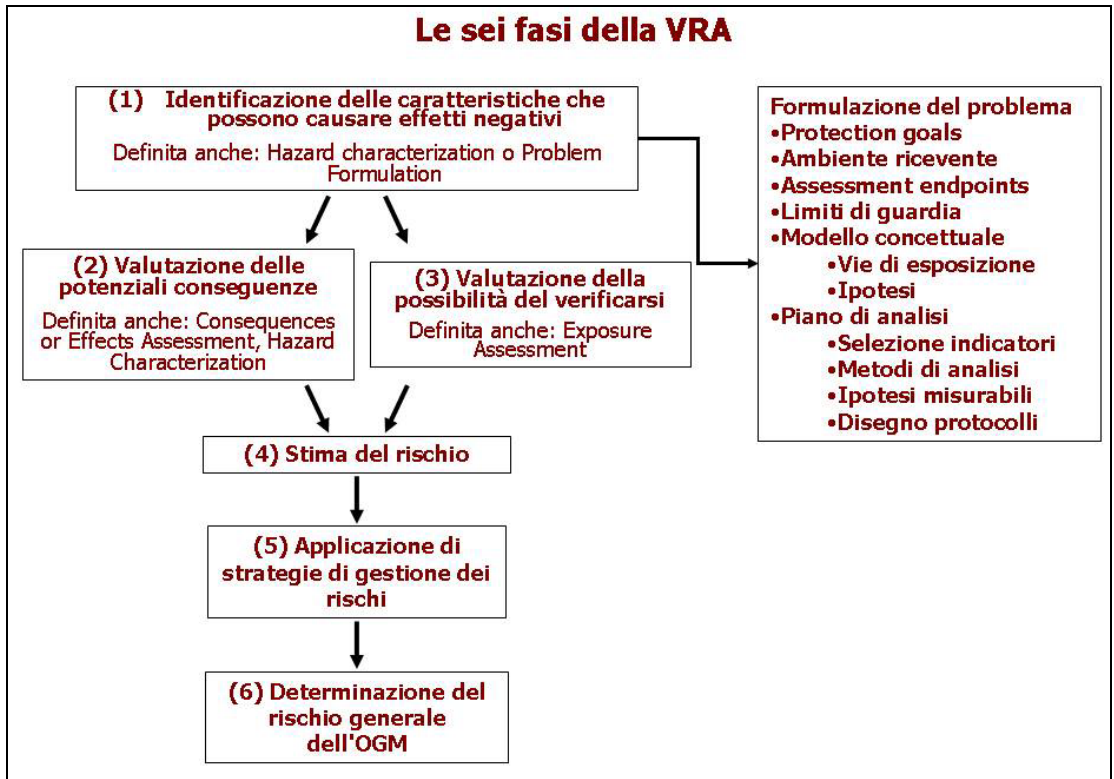 Le sei fasi della VRA
(1) Identificazione delle caratteristiche che
possono causare effetti negativi
Definita anche: Hazard characterization o Problem
Formulation
Formulazione del problema
•Protection goals
•Ambiente ricevente
•Assessment endpoints
•Limiti di guardia
•Modello concettuale
•Vie di esposizione
•Ipotesi
•Piano di analisi
•Selezione indicatori
•Metodi di analisi
•Ipotesi misurabili
•Disegno protocolli
(2) Valutazione delle
potenziali conseguenze
Definita anche: Consequences
or Effects Assessment, Hazard
Characterization
(3) Valutazione della
possibilità del verificarsi
Definita anche: Exposure
Assessment
(4) Stima del rischio
(5) Applicazione di
strategie di gestione dei
rischi
(6) Determinazione del
rischio generale
dell'OGM